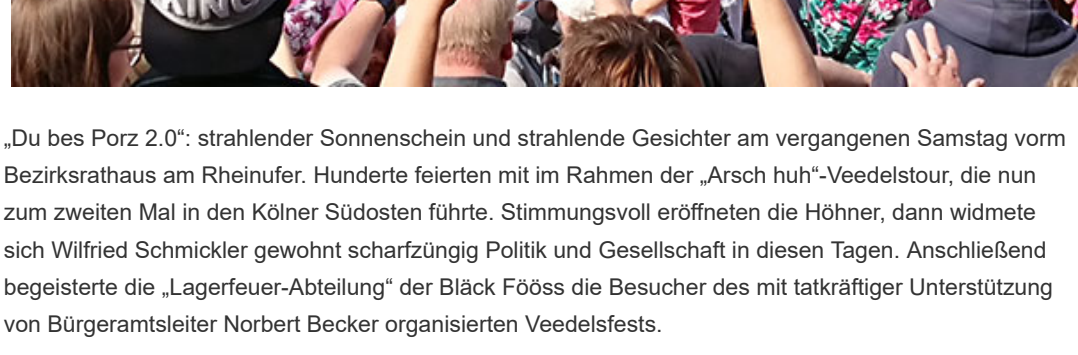 KING
„Du bes Porz 2.0“: strahlender Sonnenschein und strahlende Gesichter am vergangenen Samstag vorm
Bezirksrathaus am Rheinufer. Hunderte feierten mit im Rahmen der „Arsch huh“-Veedelstour, die nun
zum zweiten Mal in den Kölner Südosten führte. Stimmungsvoll eröffneten die Höhner, dann widmete
sich Wilfried Schmickler gewohnt scharfzüngig Politik und Gesellschaft in diesen Tagen. Anschließend
begeisterte die „Lagerfeuer-Abteilung“ der Bläck Fööss die Besucher des mit tatkräftiger Unterstützung
von Bürgeramtsleiter Norbert Becker organisierten Veedelsfests.